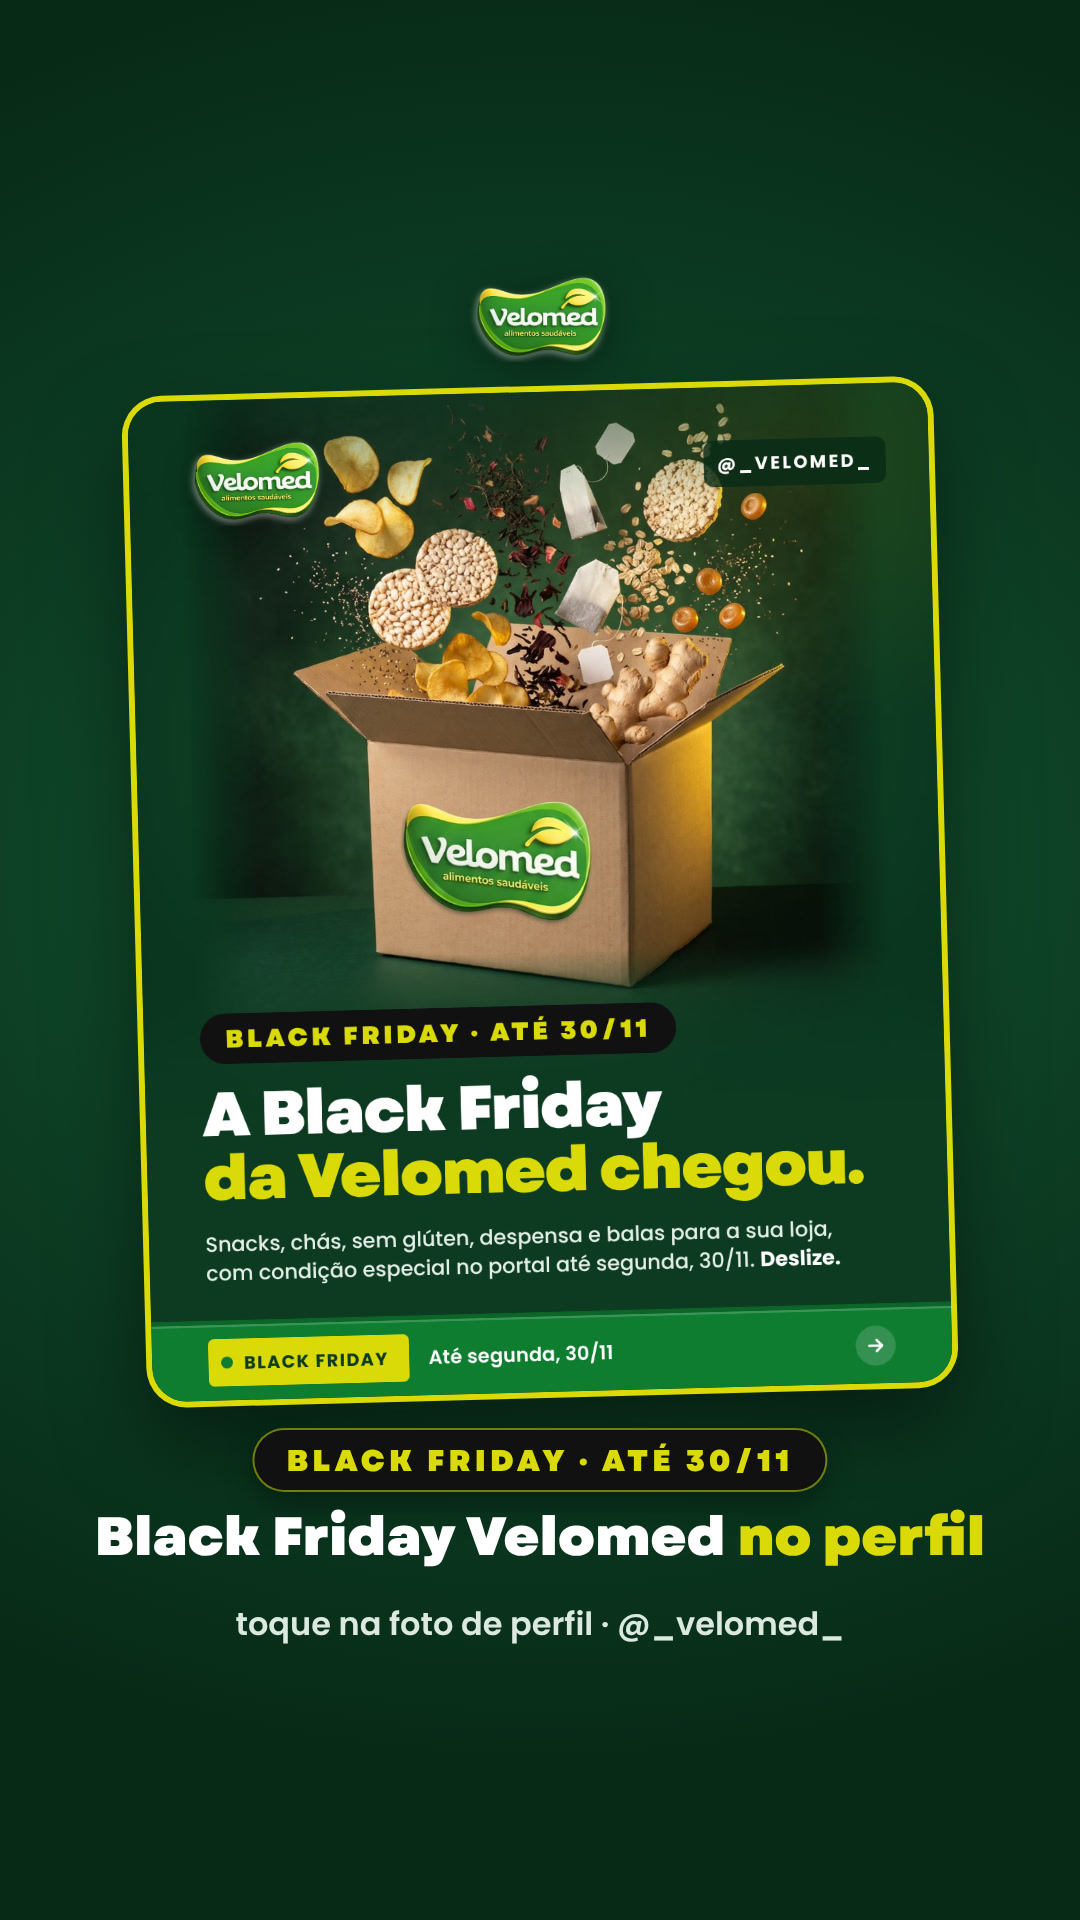 Velomed
alimentos saudáveis
Velomed
alimentos saudáveis
@_VELOMED_
Velomed
alimentos saudáveis
BLACK FRIDAY · ATÉ 30/11
A Black Friday
da Velomed chegou.
Snacks, chás, sem glúten, despensa e balas para a sua loja,
com condição especial no portal até segunda, 30/11. Deslize.
BLACK FRIDAY
Até segunda, 30/11
BLACK FRIDAY · ATÉ 30/11
Black Friday Velomed no perfil
toque na foto de perfil · @_velomed_